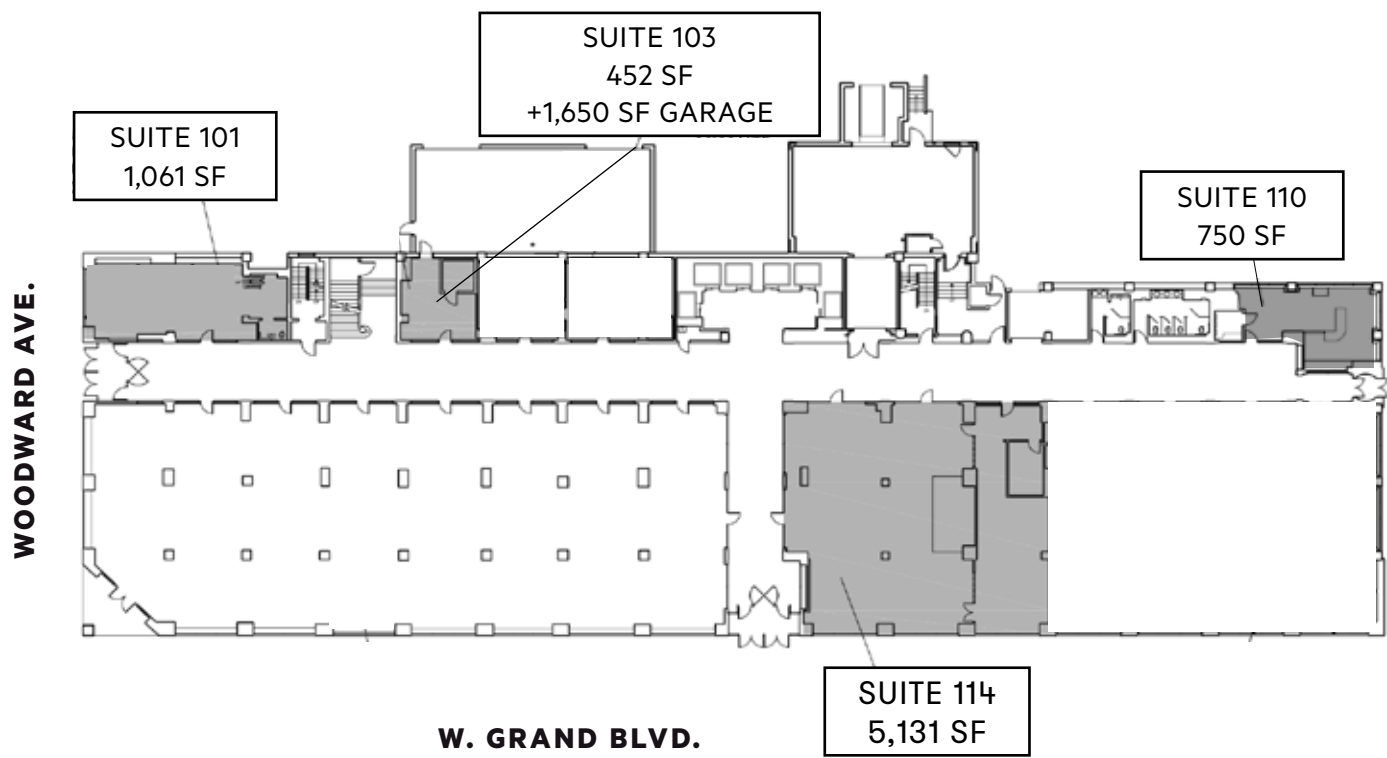 SUITE 103
452 SF
+1,650 SF GARAGE
SUITE 101
1,061 SF
SUITE 110
750 SF
WOODWARD AVE.
SUITE 114
5,131 SF
W. GRAND BLVD.